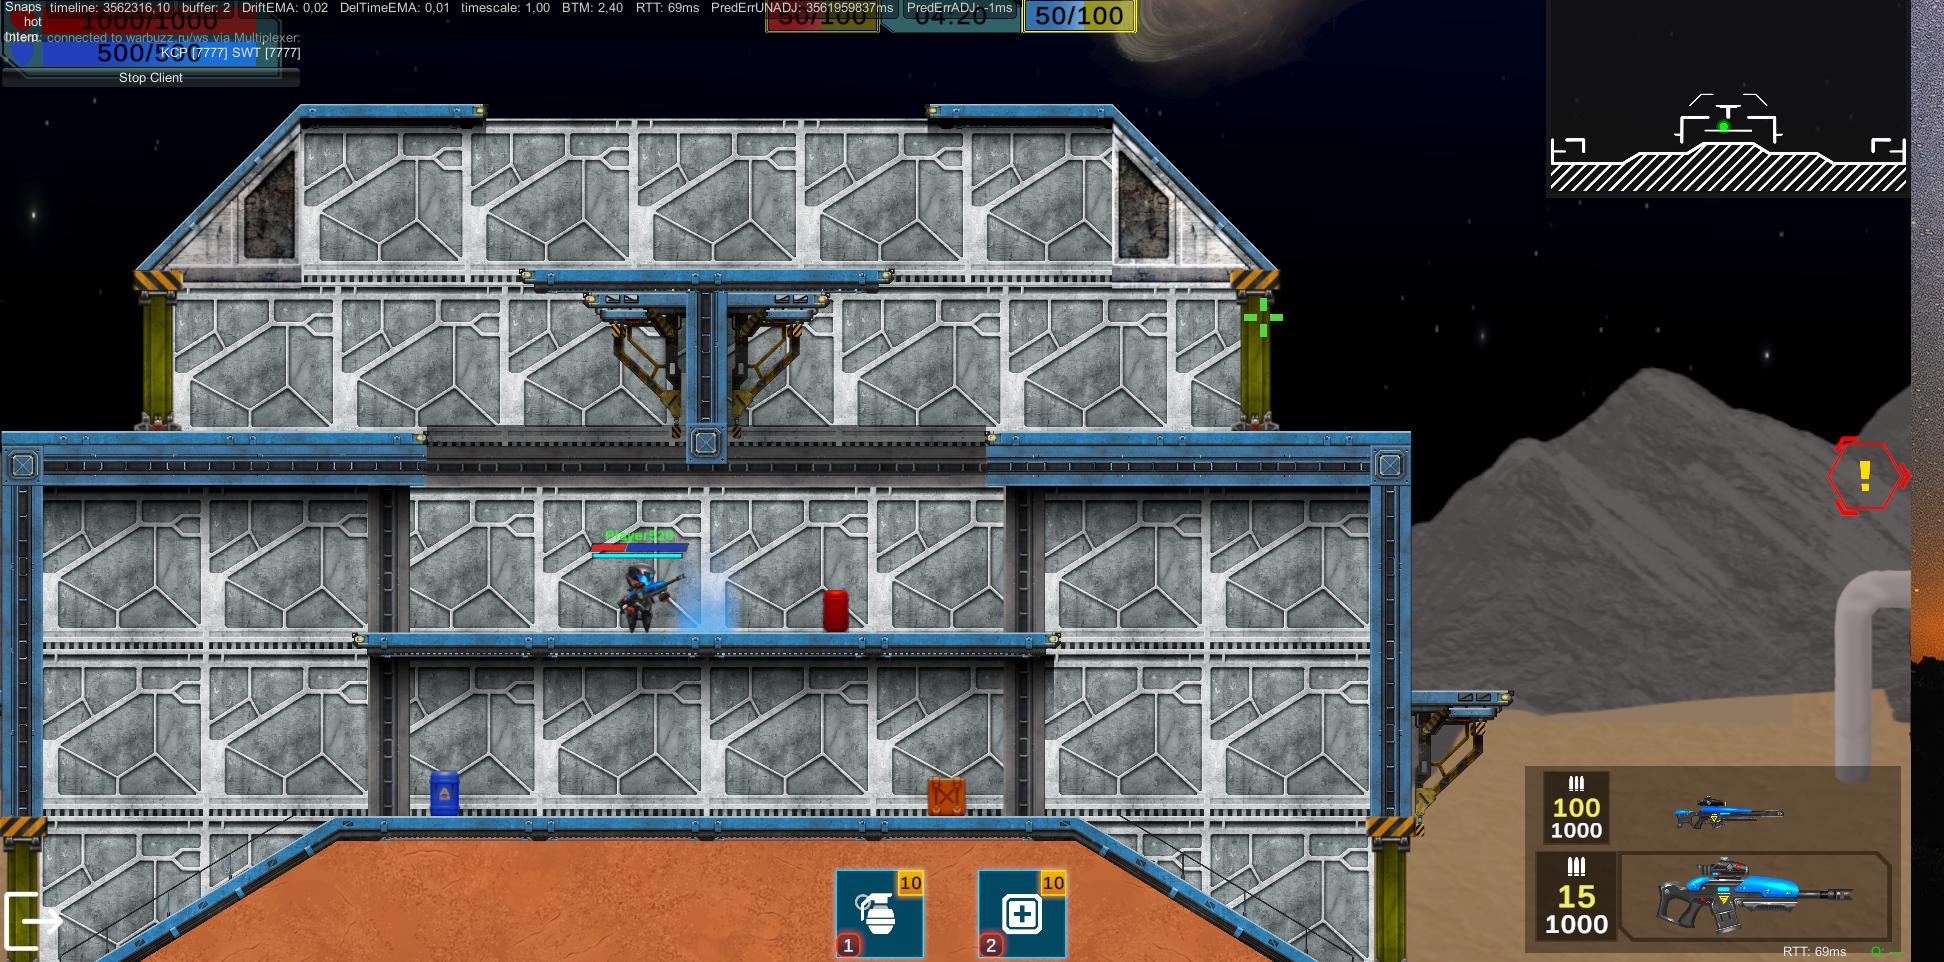 Snaps hot timeline: 3562316,10 buffer: 2 DriftEMA: 0,02 DelTimeEMA: 0,01 timescale: 1,00 BTM: 2,40 RTT: 69ms PredErrUNADJ: 3561959837ms PredErrADJ: -1ms
1000/1000
50/100 04:20 50/100
connected to warbuzz.ru/ws via Multiplexer:
KCP [7777] SWT [7777]
500/500
Stop Client
Player520
!
100
1000
15
1000
10
1
10
2
RTT: 69ms Q: